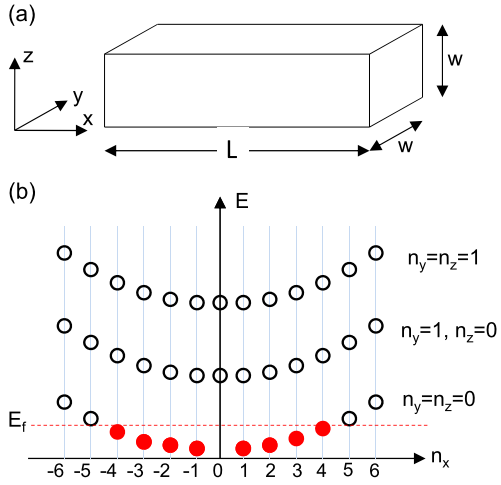 (a)
z
y
x
L
w
w
(b)
E
n_y=n_z=1
n_y=1, n_z=0
n_y=n_z=0
E_f
-6 -5 -4 -3 -2 -1 0 1 2 3 4 5 6 n_x